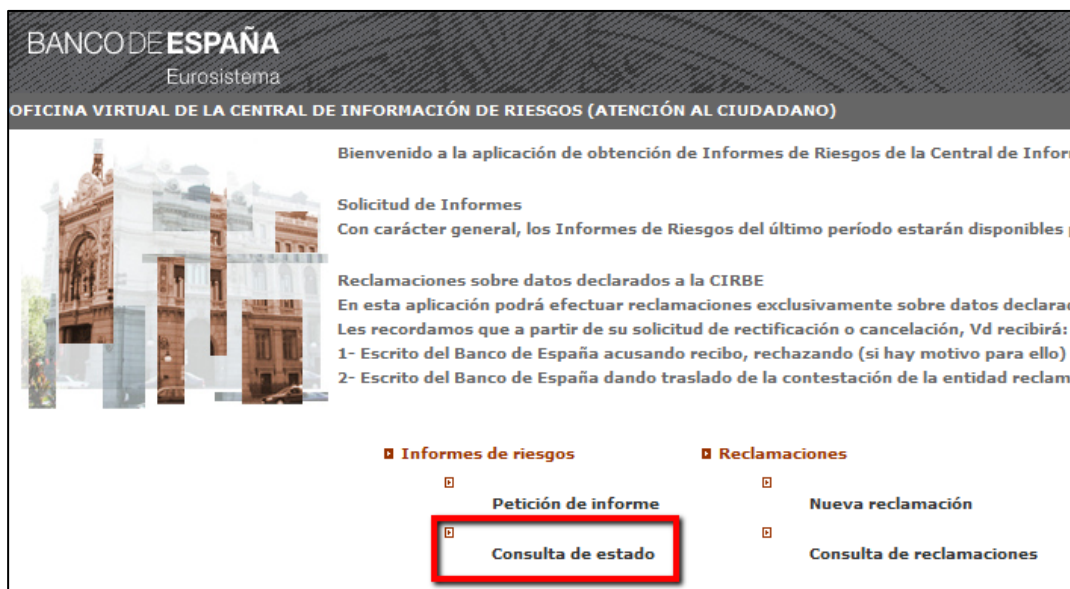 BANCO DE ESPAÑA
Eurosistema
OFICINA VIRTUAL DE LA CENTRAL DE INFORMACIÓN DE RIESGOS (ATENCIÓN AL CIUDADANO)
Bienvenido a la aplicación de obtención de Informes de Riesgos de la Central de Infor
Solicitud de Informes
Con carácter general, los Informes de Riesgos del último período estarán disponibles
Reclamaciones sobre datos declarados a la CIRBE
En esta aplicación podrá efectuar reclamaciones exclusivamente sobre datos declarad
Les recordamos que a partir de su solicitud de rectificación o cancelación, Vd recibirá:
1- Escrito del Banco de España acusando recibo, rechazando (si hay motivo para ello)
2- Escrito del Banco de España dando traslado de la contestación de la entidad reclam
Informes de riesgos
Petición de informe
Consulta de estado
Reclamaciones
Nueva reclamación
Consulta de reclamaciones